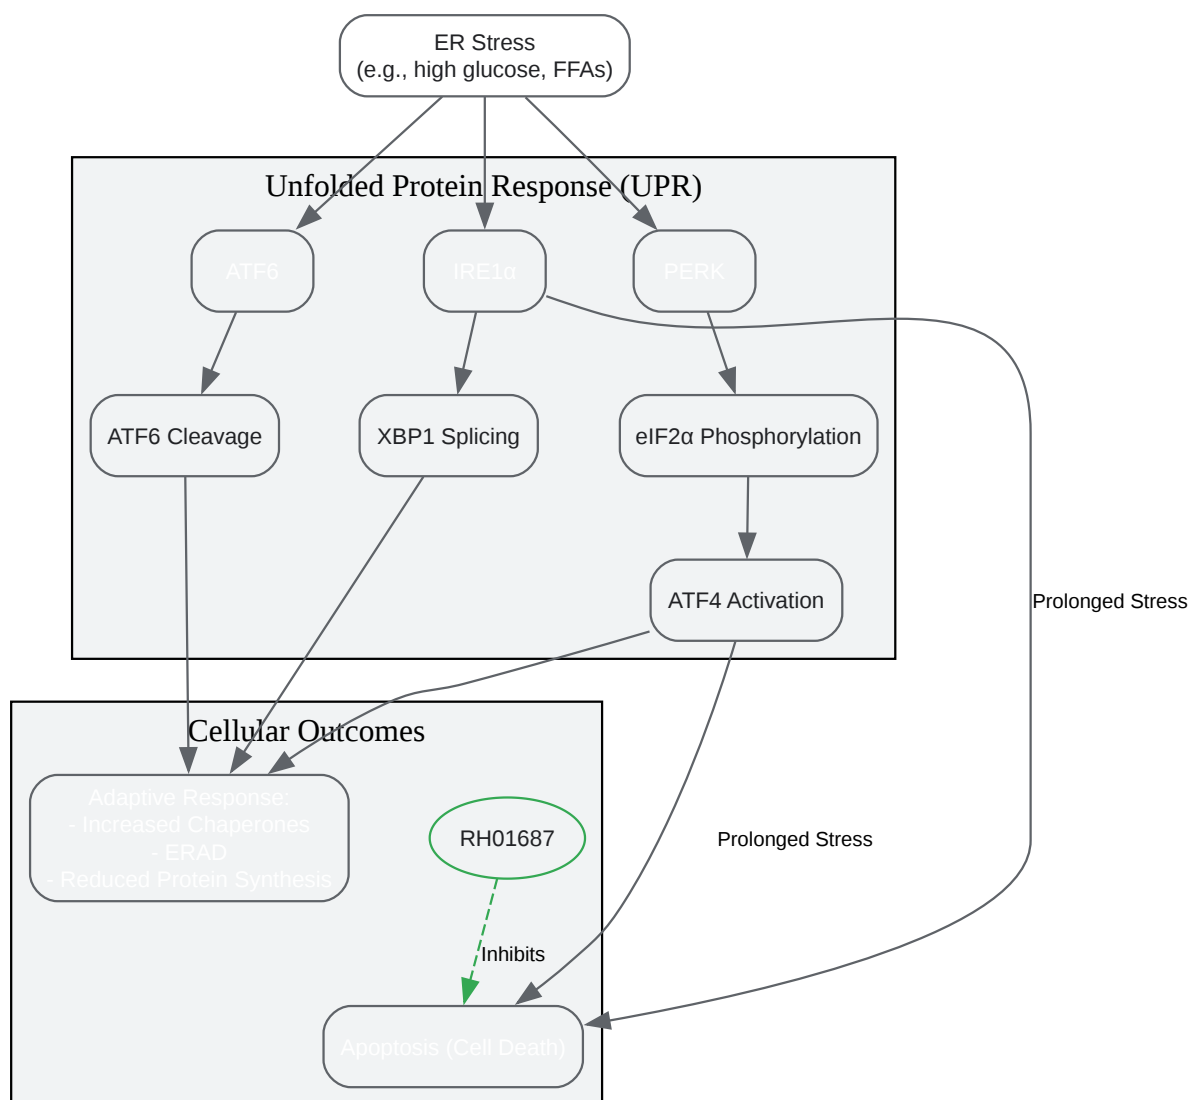 ER Stress
(e.g., high glucose, FFAs)
Unfolded Protein Response (UPR)
ATF6
IRE1α
PERK
ATF6 Cleavage
XBP1 Splicing
eIF2α Phosphorylation
ATF4 Activation
Prolonged Stress
Cellular Outcomes
Adaptive Response:
- Increased Chaperones
- ERAD
- Reduced Protein Synthesis
RH01687
Prolonged Stress
Inhibits
Apoptosis (Cell Death)